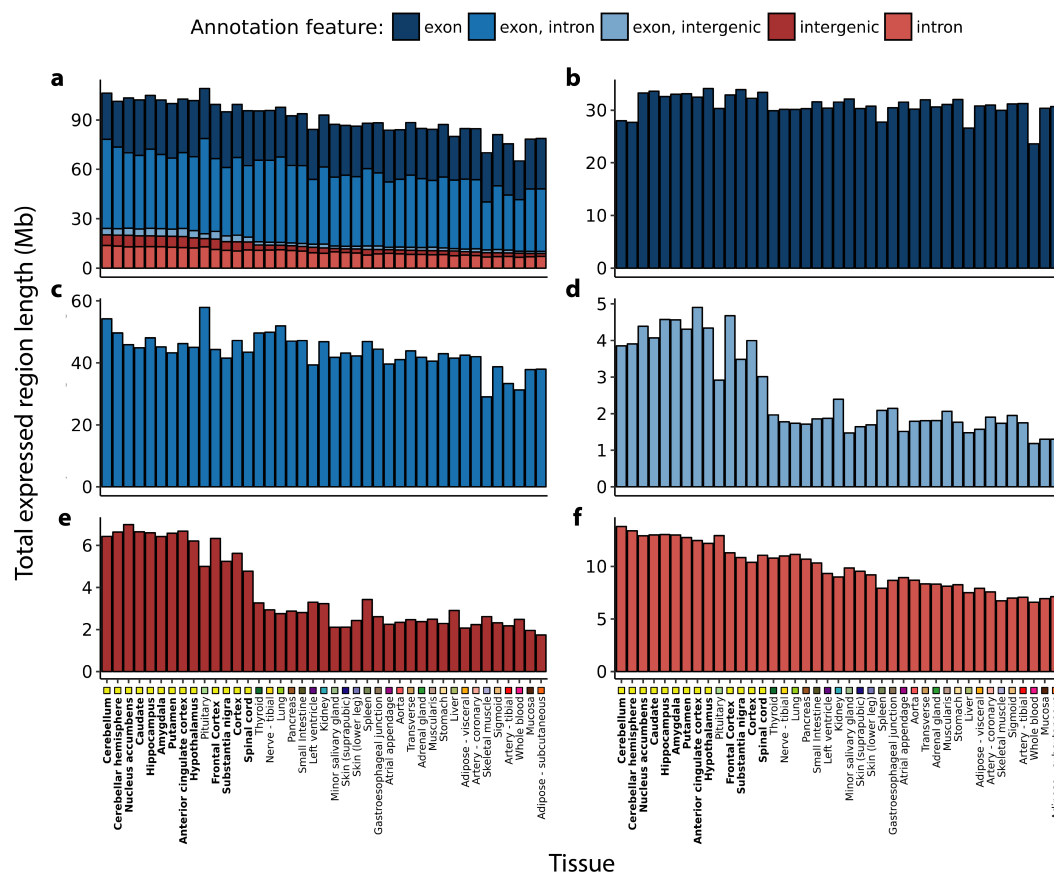 Annotation feature: exon exon, intron exon, intergenic intergenic intron
a
b
90
60
30
0
30
20
10
0
c
d
60
40
20
0
5
4
3
2
1
0
e
f
6
4
2
0
10
5
0
Total expressed region length (Mb)
Cerebellum
Cerebellar hemisphere
Nucleus accumbens
Caudate
Hippocampus
Amygdala
Putamen
Anterior cingulate cortex
Hypothalamus
Pituitary
Frontal Cortex
Substantia nigra
Cortex
Spinal cord
Thyroid
Nerve - tibial
Lung
Pancreas
Small Intestine
Left ventricle
Kidney
Minor salivary gland
Skin (suprapubic)
Skin (lower leg)
Spleen
Gastroesophageal junction
Atrial appendage
Aorta
Transverse
Adrenal gland
Muscularis
Stomach
Liver
Adipose - visceral
Artery - coronary
Skeletal muscle
Sigmoid
Artery - tibial
Whole blood
Mucosa
Adipose - subcutaneous
Cerebellum
Cerebellar hemisphere
Nucleus accumbens
Caudate
Hippocampus
Amygdala
Putamen
Anterior cingulate cortex
Hypothalamus
Pituitary
Frontal Cortex
Substantia nigra
Cortex
Spinal cord
Thyroid
Nerve - tibial
Lung
Pancreas
Small Intestine
Left ventricle
Kidney
Minor salivary gland
Skin (suprapubic)
Skin (lower leg)
Spleen
Gastroesophageal junction
Atrial appendage
Aorta
Transverse
Adrenal gland
Muscularis
Stomach
Liver
Adipose - visceral
Artery - coronary
Skeletal muscle
Sigmoid
Artery - tibial
Whole blood
Mucosa
Tissue